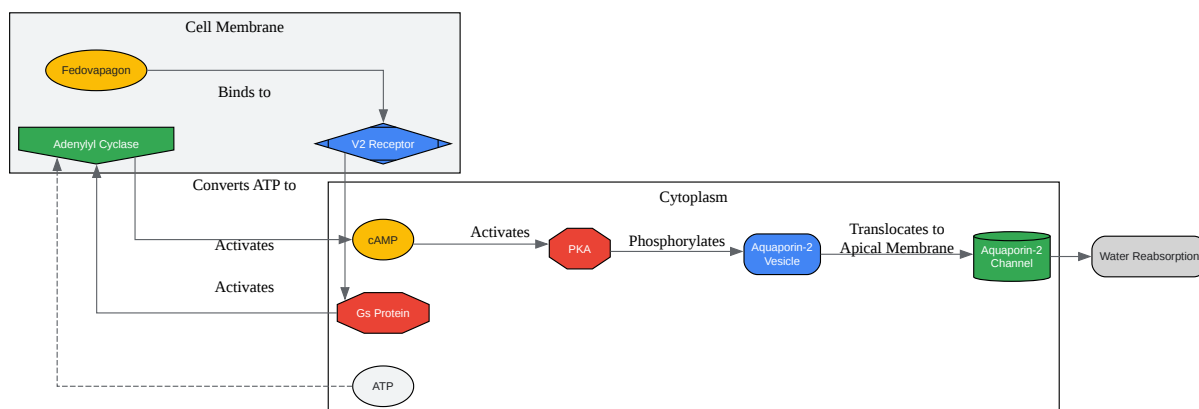 Cell Membrane
Fedovapagon
Binds to
Adenylyl Cyclase
V2 Receptor
Converts ATP to
Cytoplasm
cAMP
Activates
Activates
PKA
Phosphorylates
Aquaporin-2
Vesicle
Translocates to
Apical Membrane
Aquaporin-2
Channel
Water Reabsorption
Activates
Gs Protein
ATP